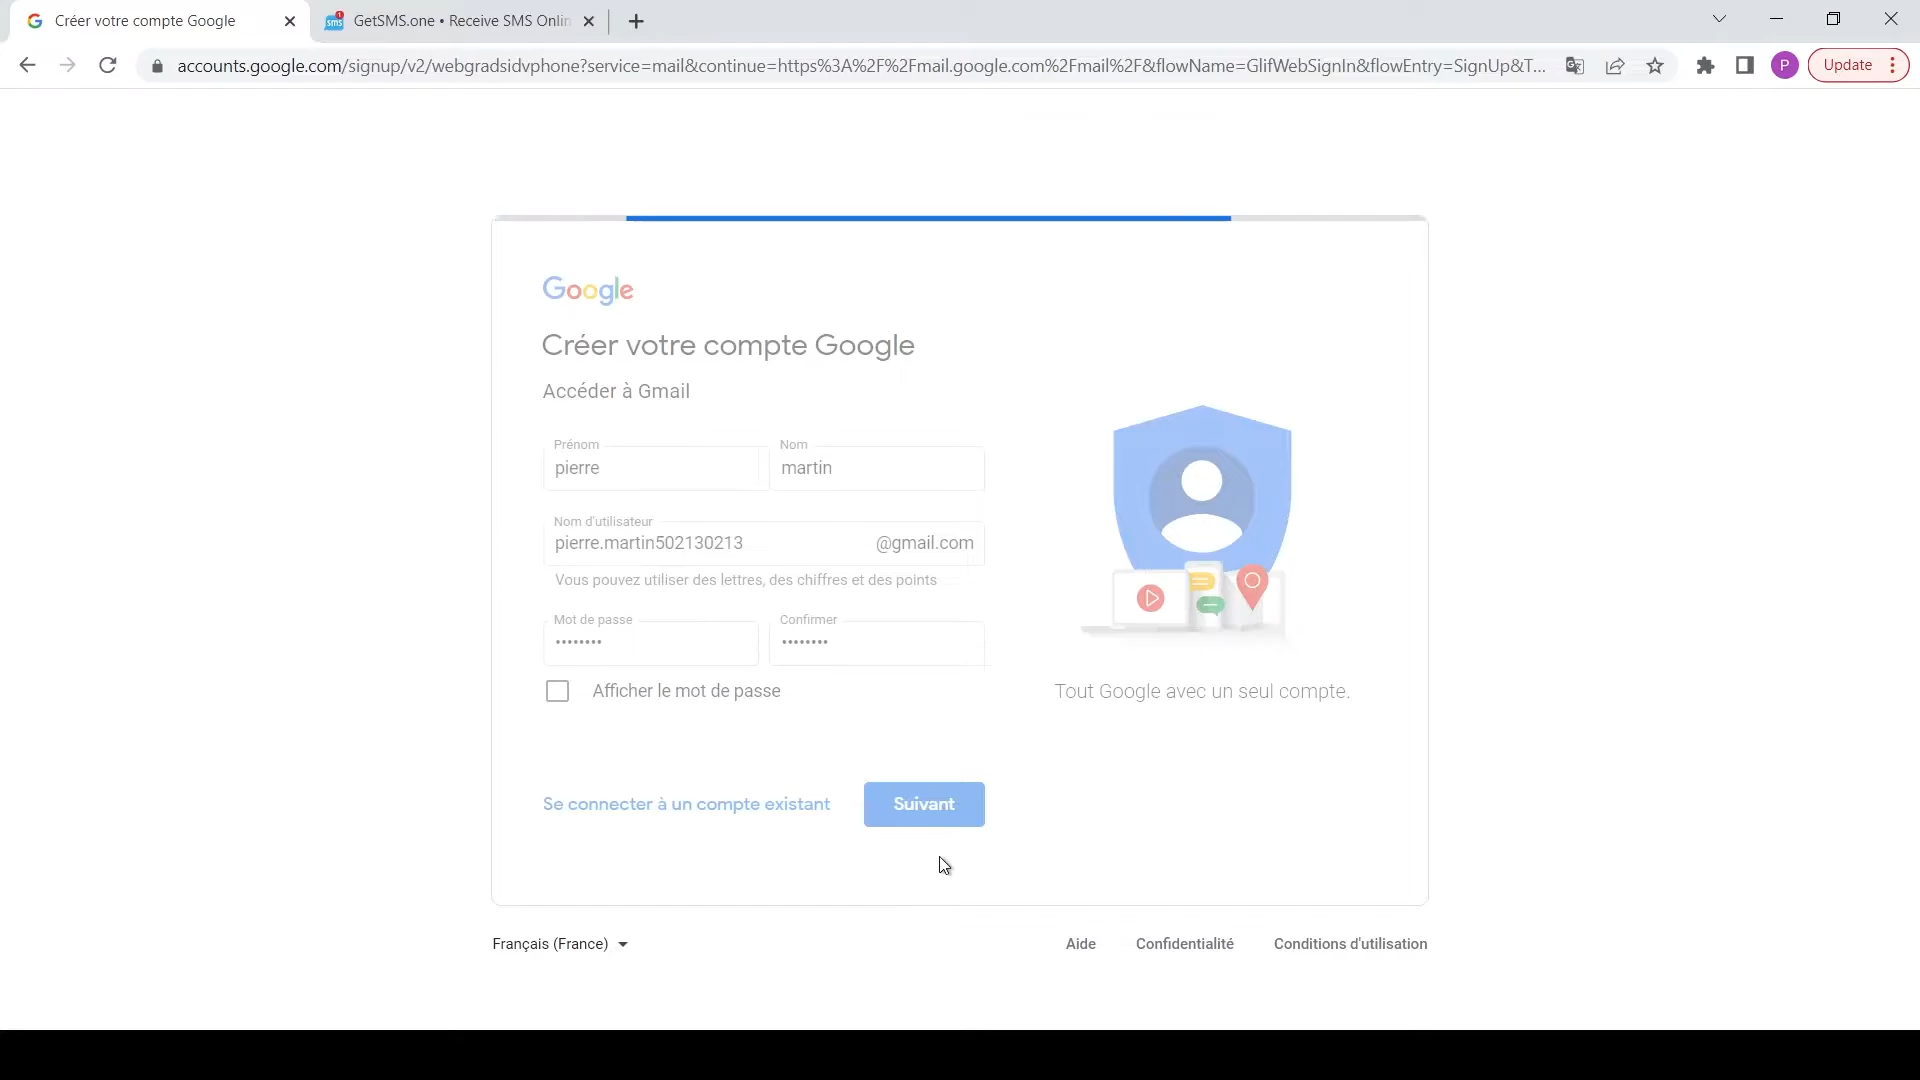 Créer votre compte Google
GetSMS.one • Receive SMS Onlin
accounts.google.com/signup/v2/webgradsidvphone?service=mail&continue=https%3A%2F%2Fmail.google.com%2Fmail%2F&flowName=GlifWebSignIn&flowEntry=SignUp&T...
P
Update
Google
Créer votre compte Google
Accéder à Gmail
Prénom Nom
pierre martin
Nom d'utilisateur
pierre.martin502130213 @gmail.com
Vous pouvez utiliser des lettres, des chiffres et des points
Mot de passe Confirmer
•••••••• ••••••••
Afficher le mot de passe
Tout Google avec un seul compte.
Se connecter à un compte existant Suivant
Français (France) Aide Confidentialité Conditions d'utilisation